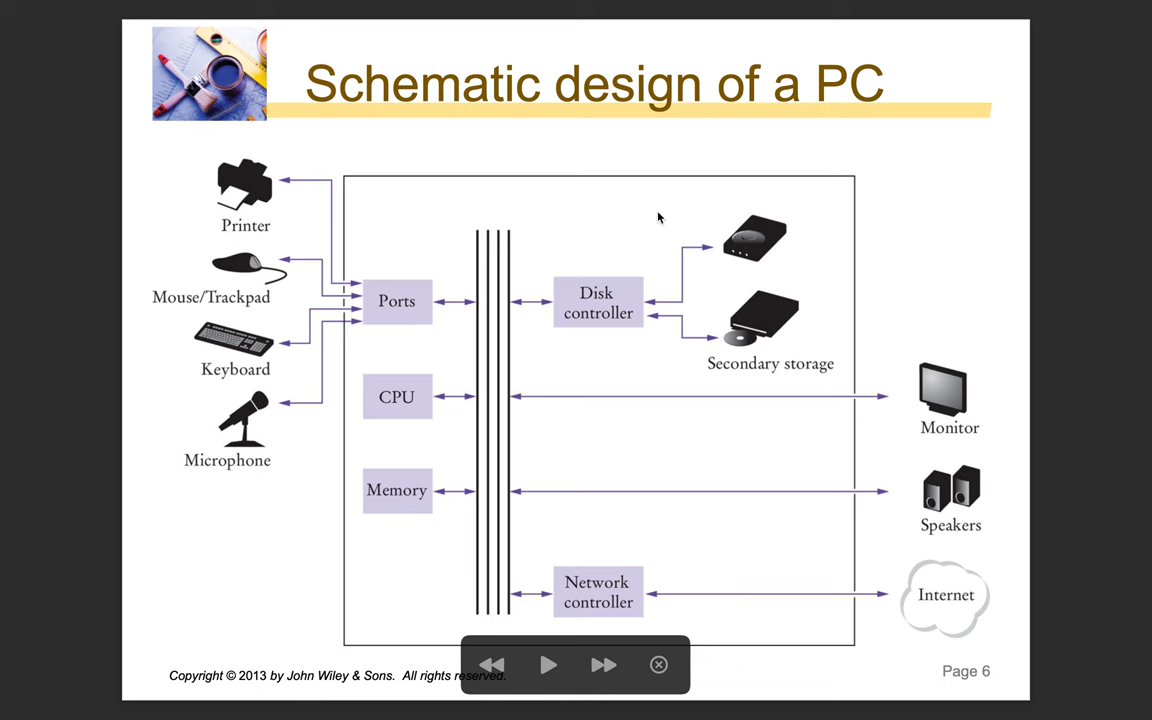 Schematic design of a PC
Printer
Mouse/Trackpad
Keyboard
Microphone
Ports
CPU
Memory
Disk
controller
Secondary storage
Monitor
Speakers
Network
controller
Internet
Copyright © 2013 by John Wiley & Sons. All rights reserved.
Page 6